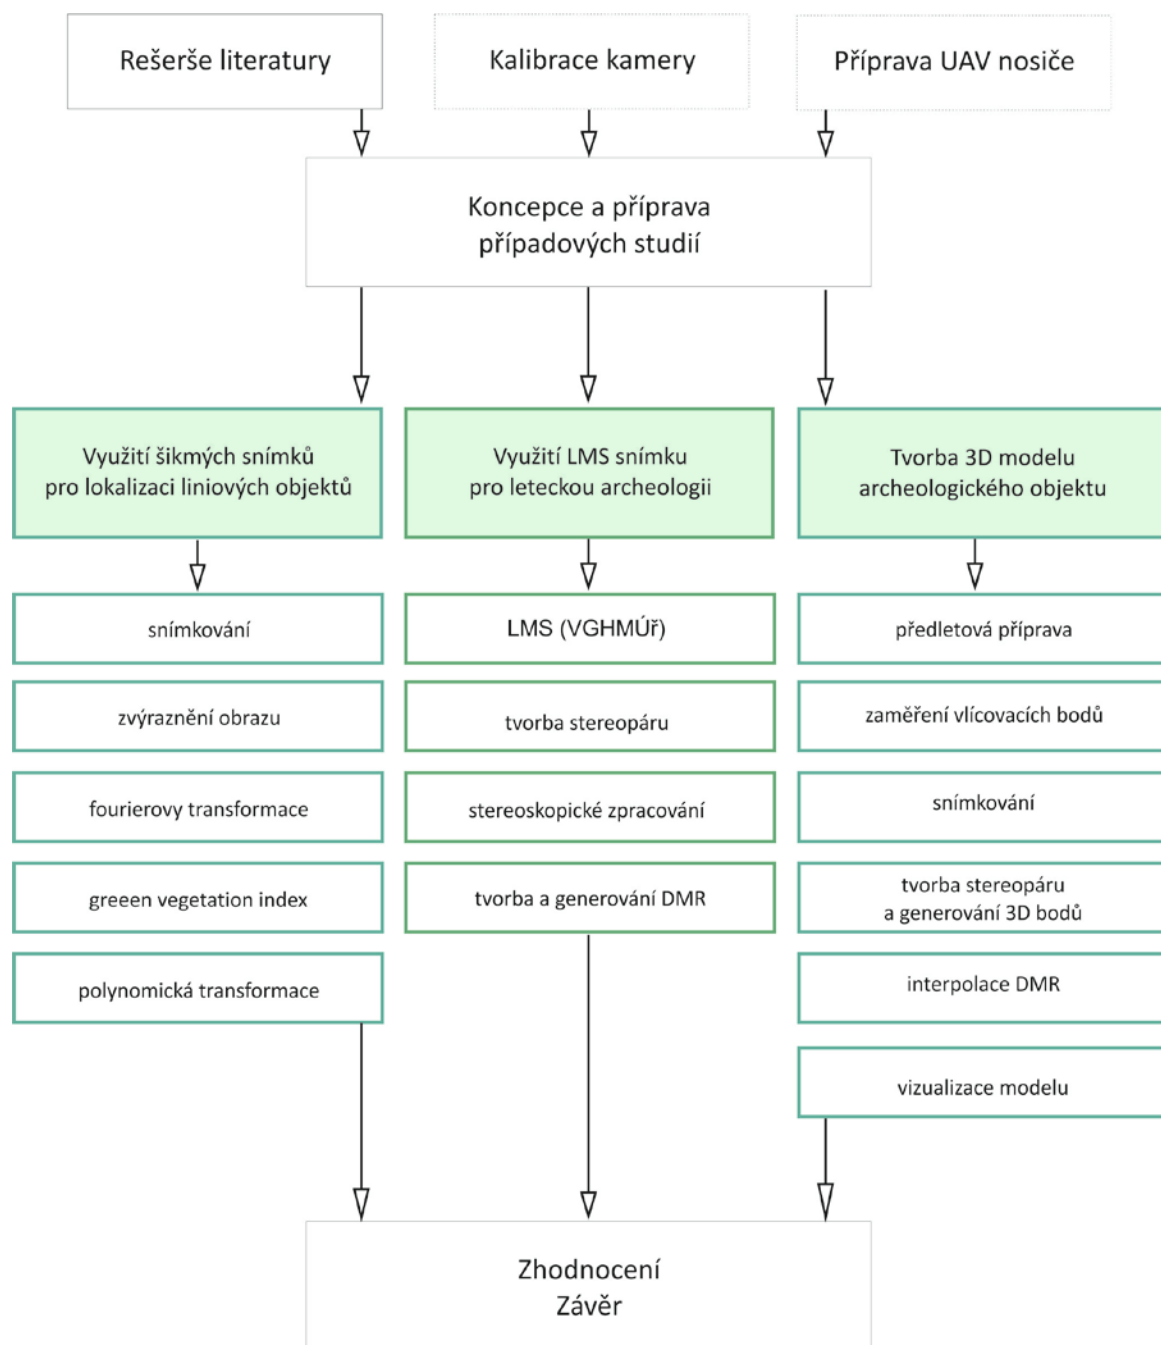 Rešerše literatury
Kalibrace kamery
Příprava UAV nosiče
Koncepce a příprava
případových studií
Využití šikmých snímků
pro lokalizaci liniových objektů
Využití LMS snímku
pro leteckou archeologii
Tvorba 3D modelu
archeologického objektu
snímkování
zvýraznění obrazu
fourierovy transformace
greeen vegetation index
polynomická transformace
LMS (VGHMÚř)
tvorba stereopáru
stereoskopické zpracování
tvorba a generování DMR
předletová příprava
zaměření vlícovacích bodů
snímkování
tvorba stereopáru
a generování 3D bodů
interpolace DMR
vizualizace modelu
Zhodnocení
Závěr